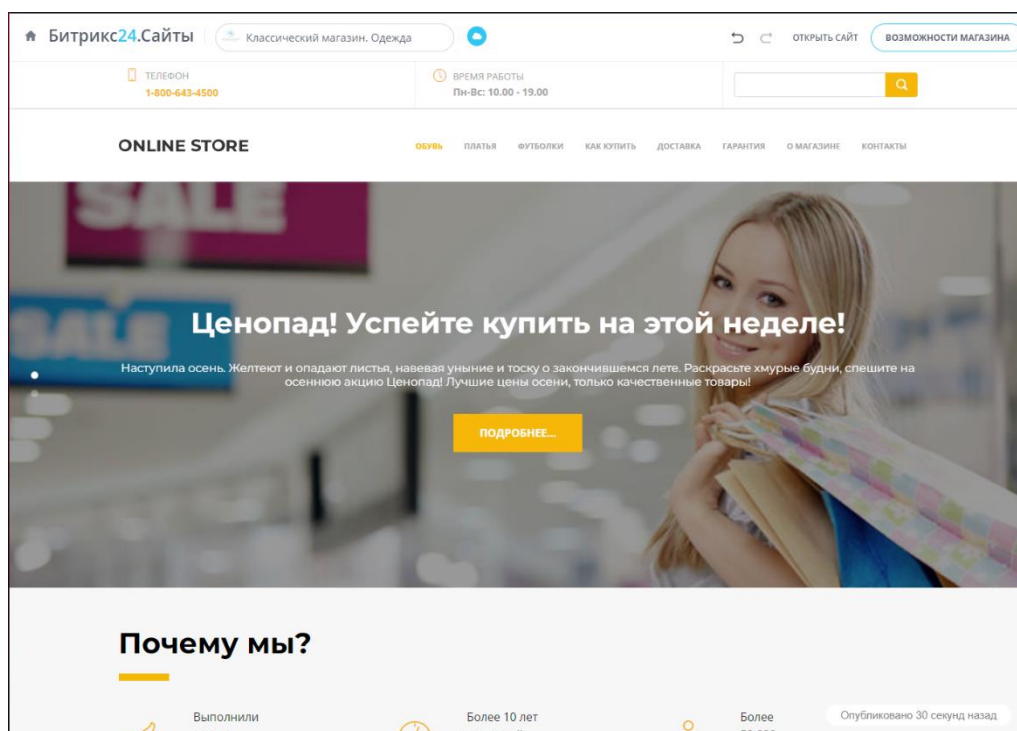 Битрикс24.Сайты
Классический магазин. Одежда
ОТКРЫТЬ САЙТ
ВОЗМОЖНОСТИ МАГАЗИНА
ТЕЛЕФОН
1-800-643-4500
ВРЕМЯ РАБОТЫ
Пн-Вс: 10.00 - 19.00
ONLINE STORE
ОБУВЬ ПЛАТЬЯ ФУТБОЛКИ КАК КУПИТЬ ДОСТАВКА ГАРАНТИЯ О МАГАЗИНЕ КОНТАКТЫ
SALE
SALE
Ценопад! Успейте купить на этой неделе!
Наступила осень. Желтеют и опадают листья, навевая уныние и тоску о закончившемся лете. Раскрасьте хмурые будни, спешите на
осеннюю акцию Ценопад! Лучшие цены осени, только качественные товары!
ПОДРОБНЕЕ...
Почему мы?
Выполнили
Более 10 лет
Более
Опубликовано 30 секунд назад